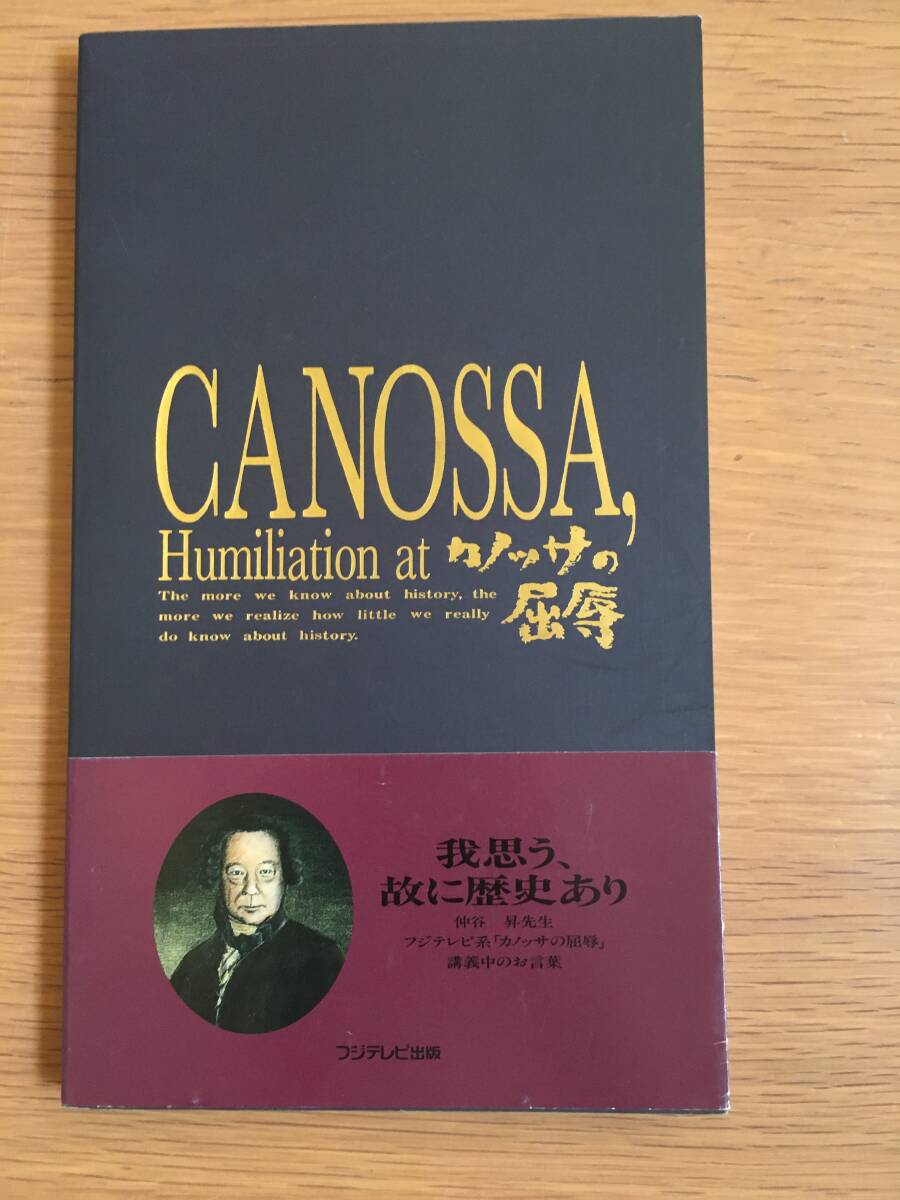 CANOSSA,
Humiliation at カノッサの
屈辱
The more we know about history, the
more we realize how little we really
do know about history.
我思う、
故に歴史あり
仲谷 昇先生
フジテレビ系「カノッサの屈辱」
講義中のお言葉
フジテレビ出版